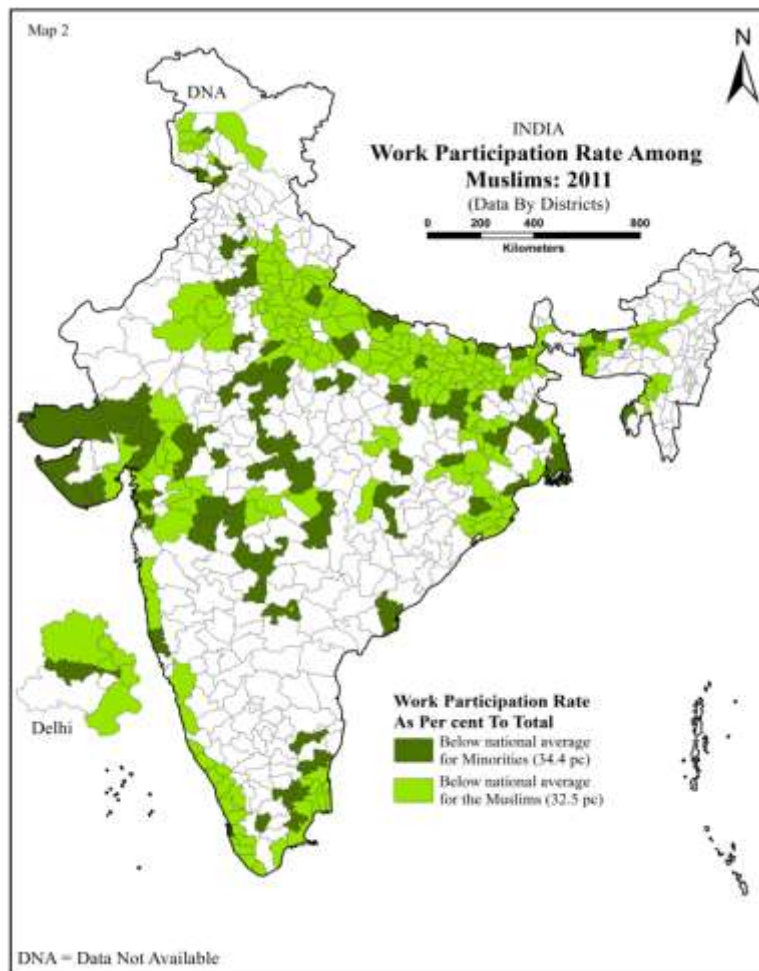 Map 2
N
DNA
INDIA
Work Participation Rate Among
Muslims: 2011
(Data By Districts)
0 200 400 800
Kilometers
Delhi
Work Participation Rate
As Per cent To Total
Below national average
for Minorities (34.4 pc)
Below national average
for the Muslims (32.5 pc)
DNA = Data Not Available